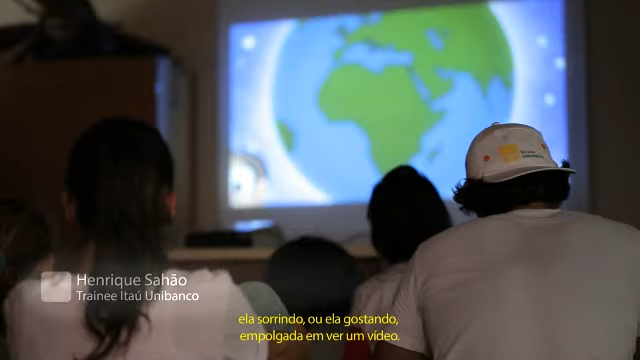 Henrique Sahão
Trainee Itaú Unibanco
ela sorrindo, ou ela gostando,
empolgada em ver um vídeo.